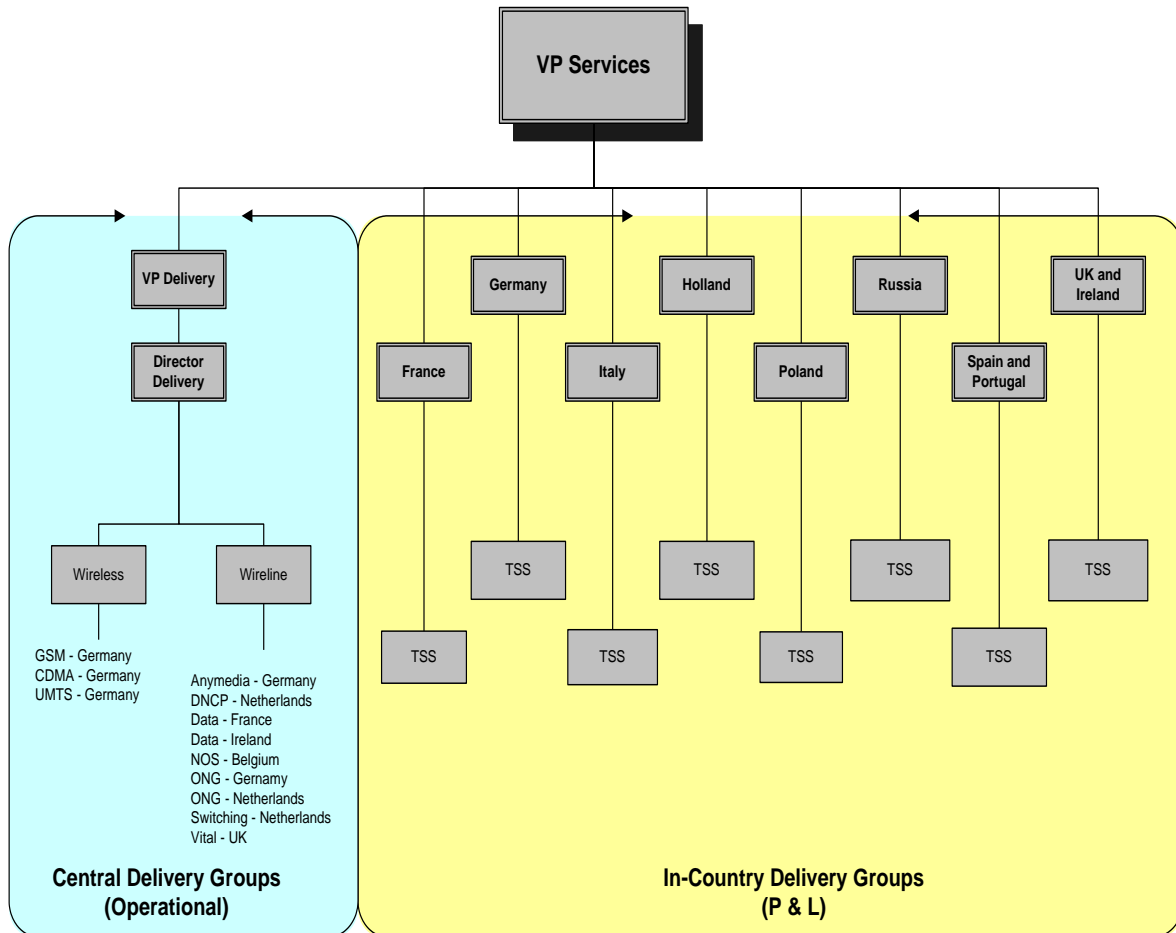 VP Services
VP Delivery
Director
Delivery
Wireless
Wireline
GSM - Germany
CDMA - Germany
UMTS - Germany
Anymedia - Germany
DNCP - Netherlands
Data - France
Data - Ireland
NOS - Belgium
ONG - Gernamy
ONG - Netherlands
Switching - Netherlands
Vital - UK
Central Delivery Groups
(Operational)
Germany
Holland
Russia
UK and
Ireland
France
Italy
Poland
Spain and
Portugal
TSS
TSS
TSS
TSS
TSS
TSS
TSS
TSS
In-Country Delivery Groups
(P & L)